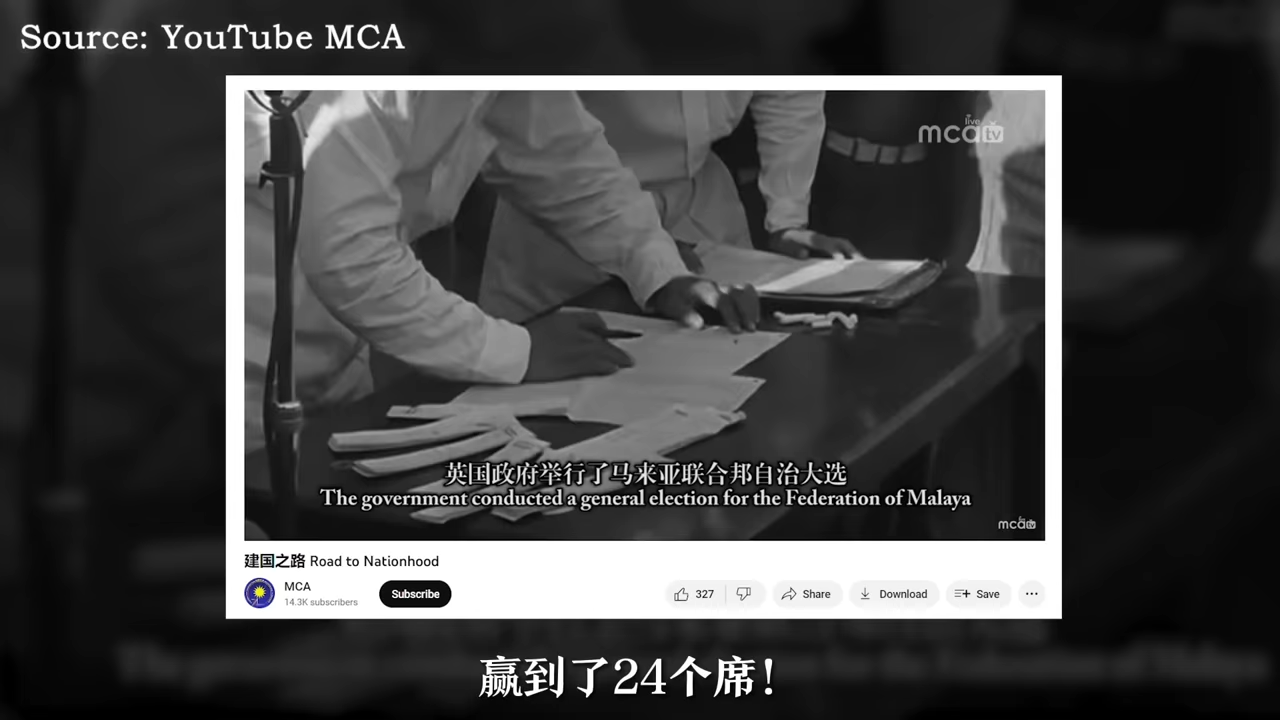 Source: YouTube MCA
live
mca tv
英国政府举行了马来亚联合邦自治大选
The government conducted a general election for the Federation of Malaya
mca
建国之路 Road to Nationhood
MCA
14.3K subscribers
Subscribe
327
Share
Download
Save
赢到了24个席!